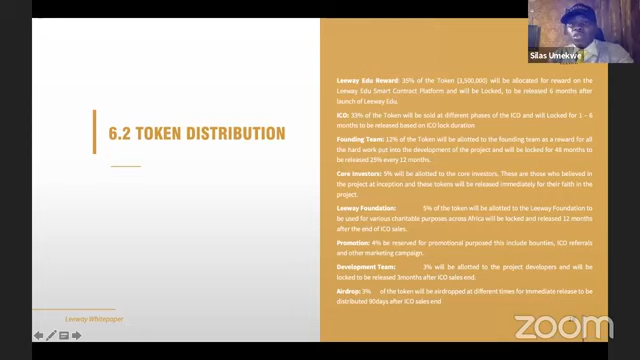 Silas Umekwe
6.2 TOKEN DISTRIBUTION
Leeway Edu Reward: 35% of the Token (3,500,000) will be allocated for reward on the
Leeway Edu Smart Contract Platform and will be Locked, to be released 6 months after
launch of Leeway Edu.
ICO: 33% of the Token will be sold at different phases of the ICO and will Locked for 1 – 6
months to be released based on ICO lock duration
Founding Team: 12% of the Token will be allotted to the founding team as a reward for all
the hard work put into the development of the project and will be locked for 48 months to
be released 25% every 12 months.
Core Investors: 5% will be allotted to the core investors. These are those who believed in
the project at inception and these tokens will be released immediately for their faith in the
project.
Leeway Foundation: 5% of the token will be allotted to the Leeway Foundation to
be used for various charitable purposes across Africa will be locked and released 12 months
after the end of ICO sales.
Promotion: 4% be reserved for promotional purposed this include bounties, ICO referrals
and other marketing campaign.
Development Team: 3% will be allotted to the project developers and will be
locked to be released 3months after ICO sales end.
Airdrop: 3% of the token will be airdropped at different times for immediate release to be
distributed 90days after ICO sales end
Leeway Whitepaper
zoom